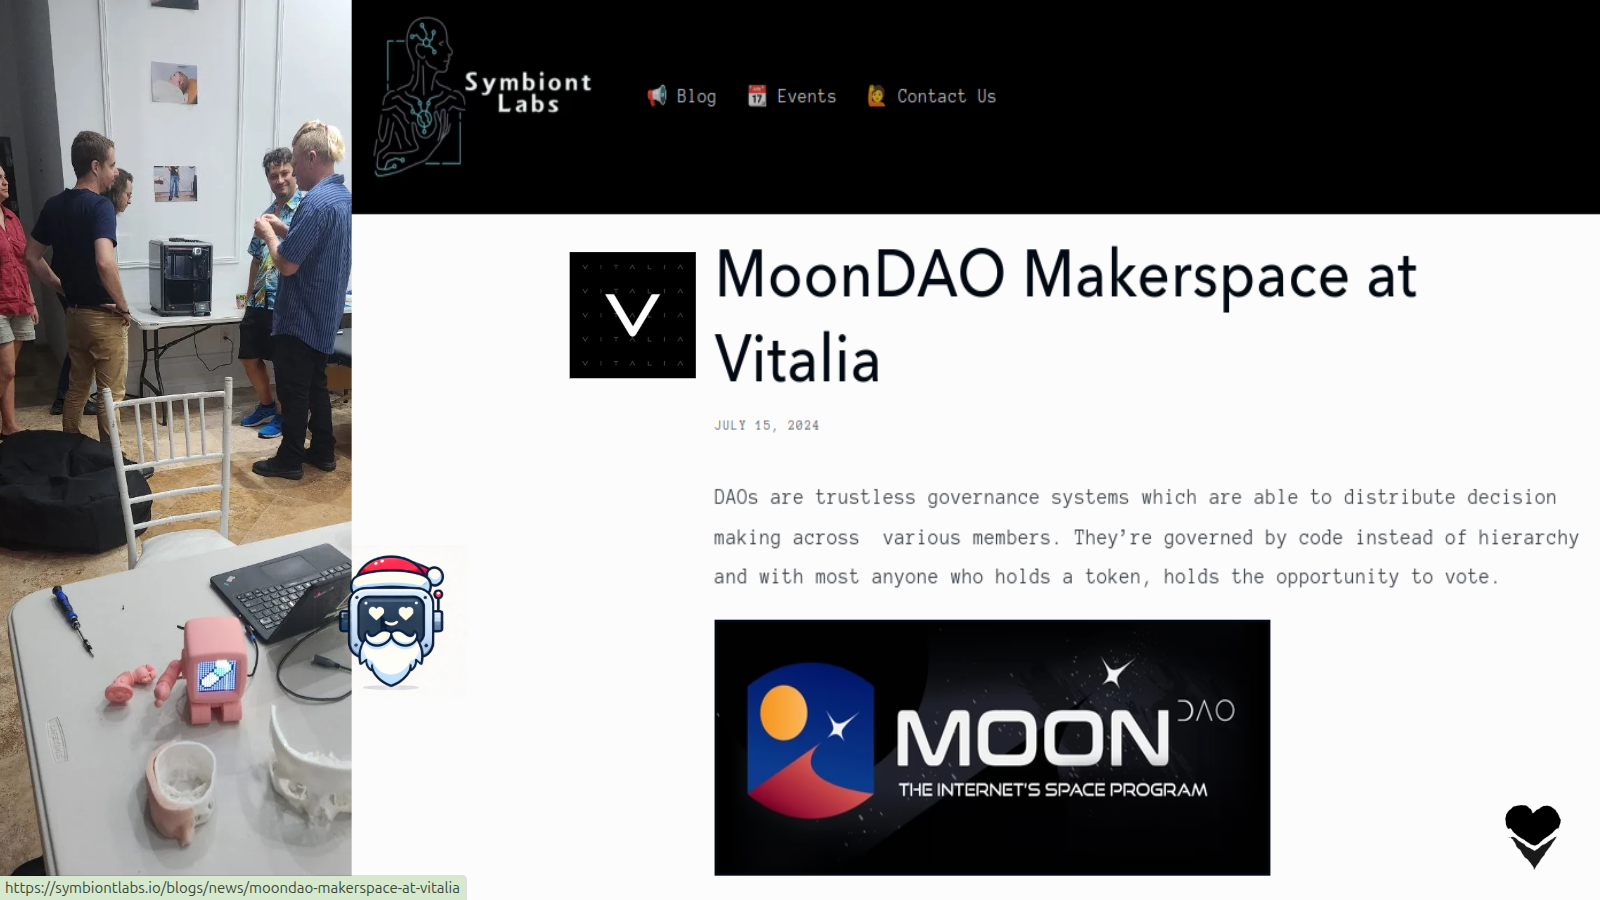 Symbiont
Labs
📢 Blog
📅 Events
🙋 Contact Us
V I T A L I A
V
MoonDAO Makerspace at
Vitalia
JULY 15, 2024
DAOs are trustless governance systems which are able to distribute decision
making across  various members. They’re governed by code instead of hierarchy
and with most anyone who holds a token, holds the opportunity to vote.
MOON DAO
THE INTERNET'S SPACE PROGRAM
https://symbiontlabs.io/blogs/news/moondao-makerspace-at-vitalia